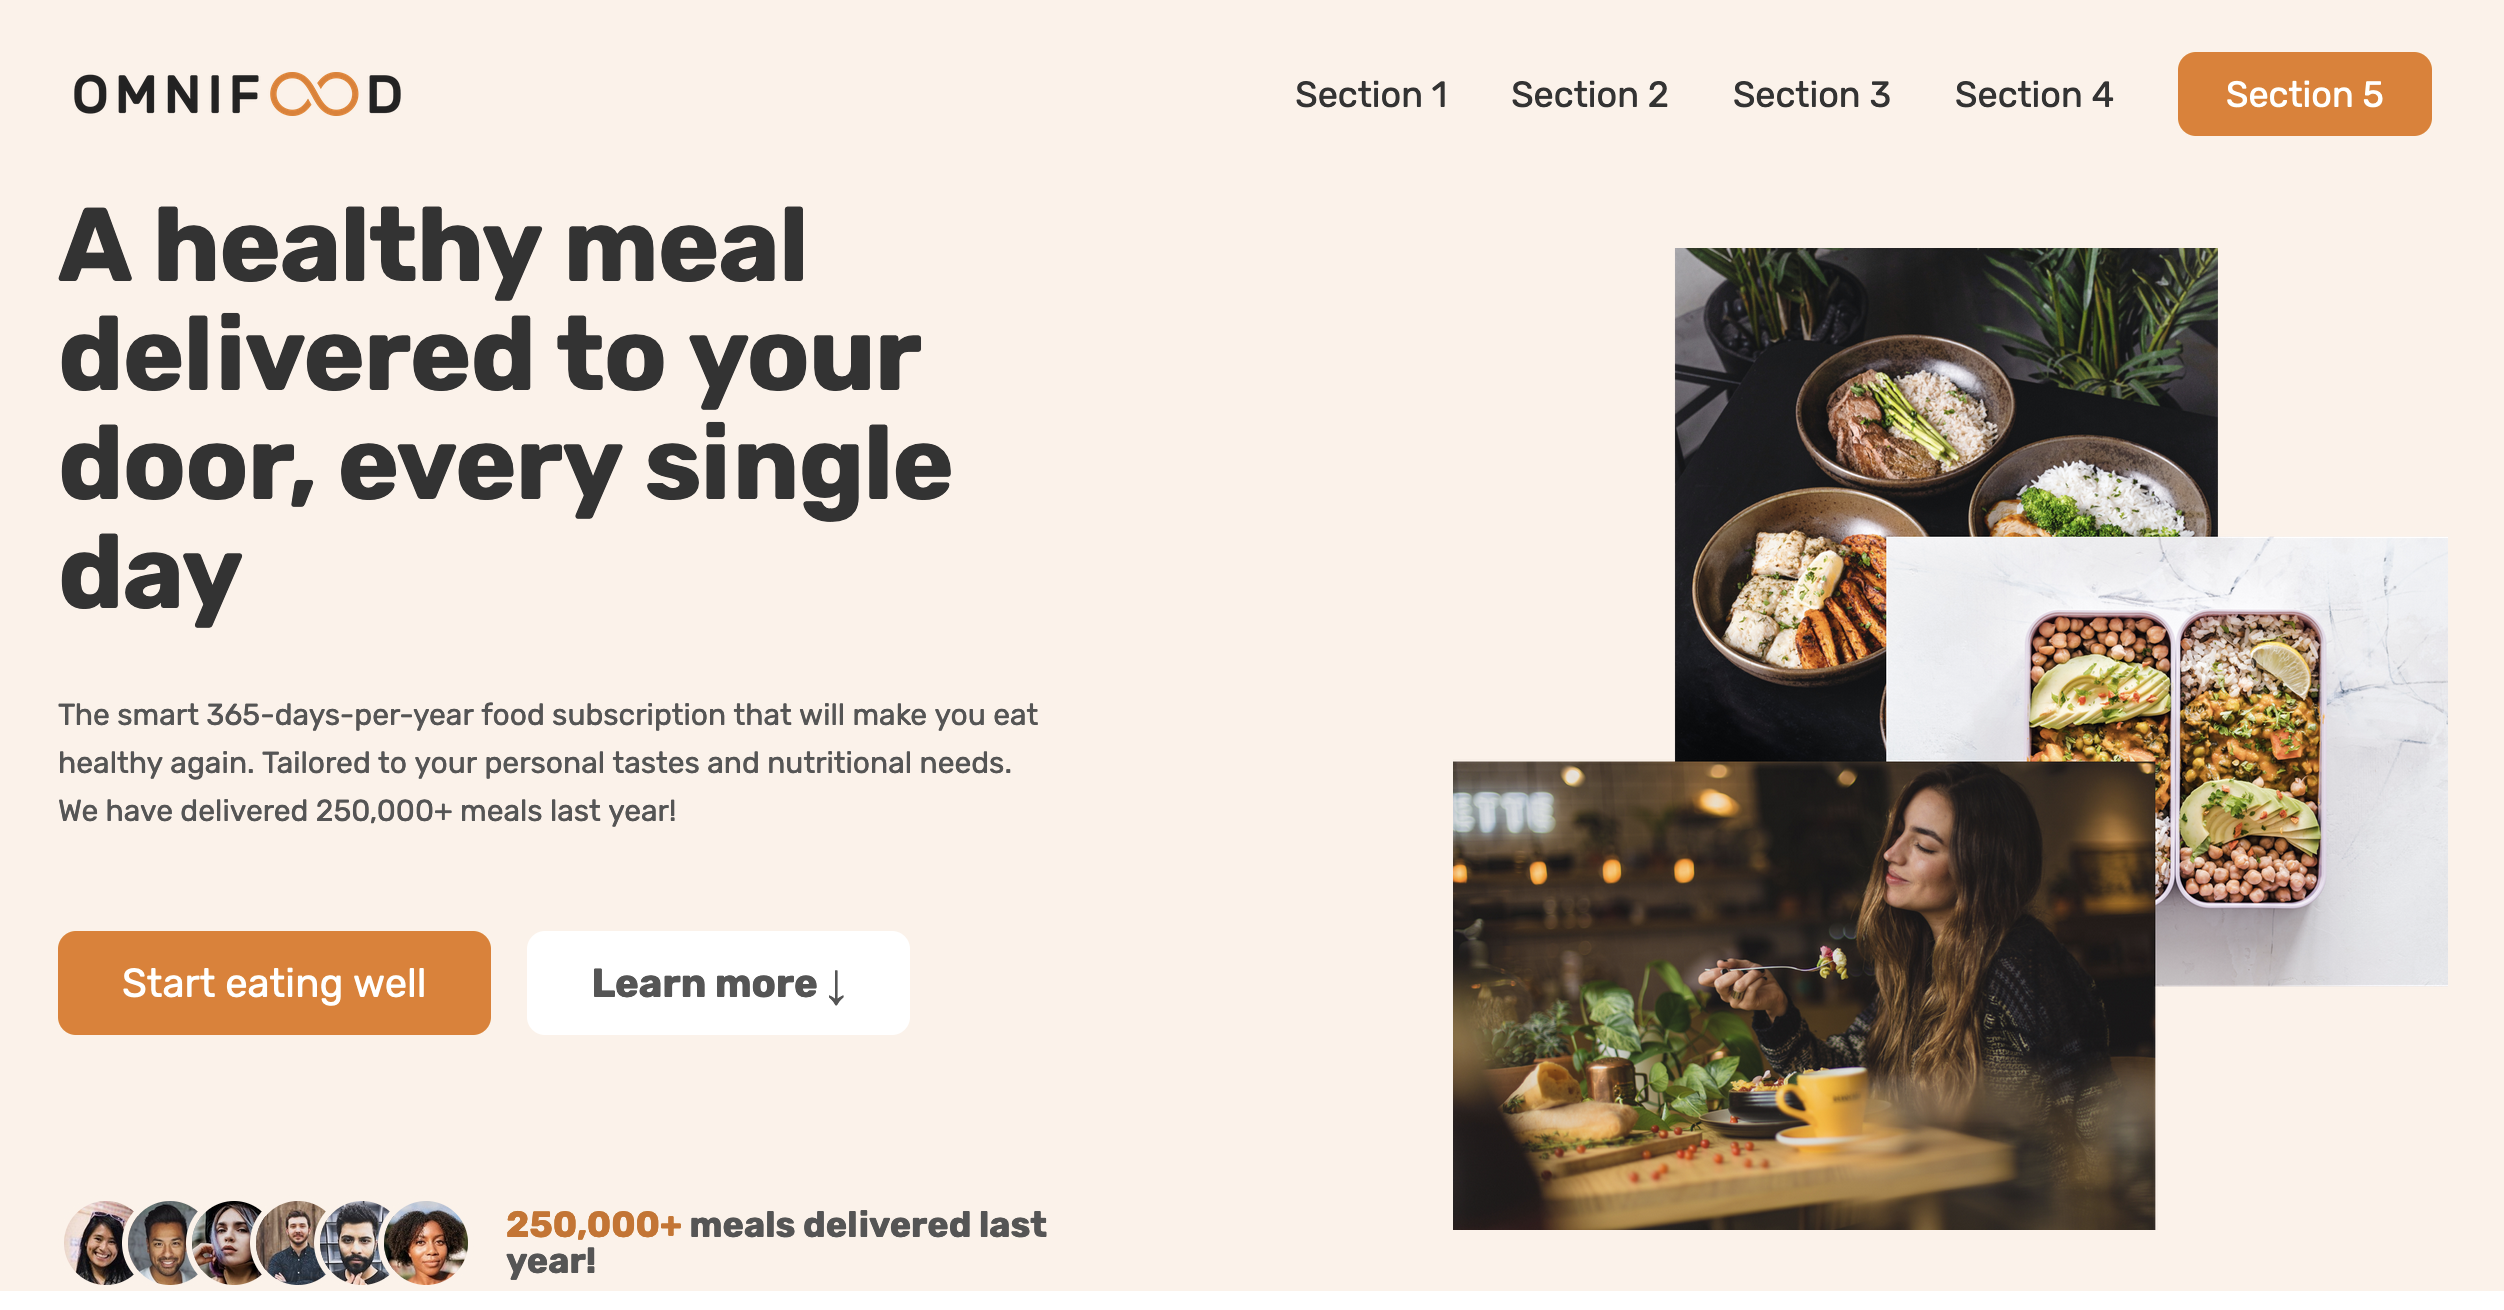 OMNIFOOD
Section 1
Section 2
Section 3
Section 4
Section 5
A healthy meal
delivered to your
door, every single
day
The smart 365-days-per-year food subscription that will make you eat
healthy again. Tailored to your personal tastes and nutritional needs.
We have delivered 250,000+ meals last year!
Start eating well
Learn more ↓
ETTE
250,000+ meals delivered last
year!